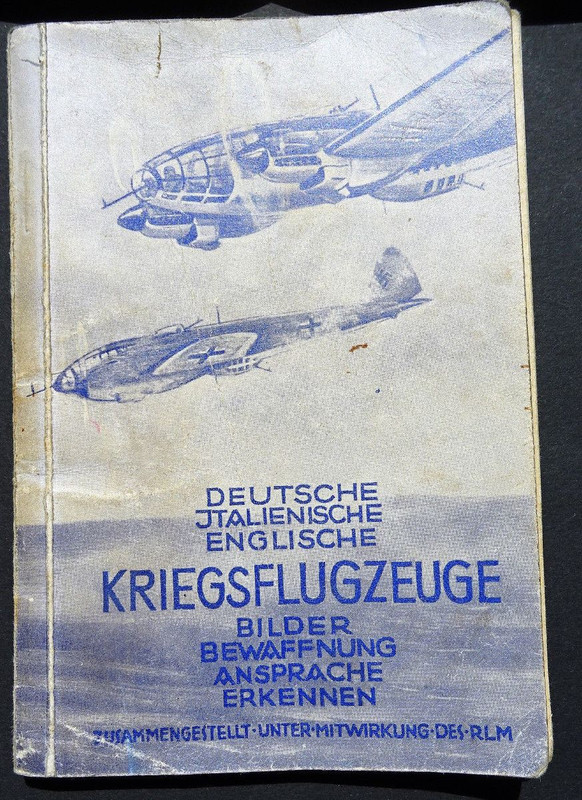 DEUTSCHE
JTALIENISCHE
ENGLISCHE
KRIEGSFLUGZEUGE
BILDER
BEWAFFNUNG
ANSPRACHE
ERKENNEN
ZUSAMMENGESTELLT·UNTER·MITWIRKUNG·DES·RLM